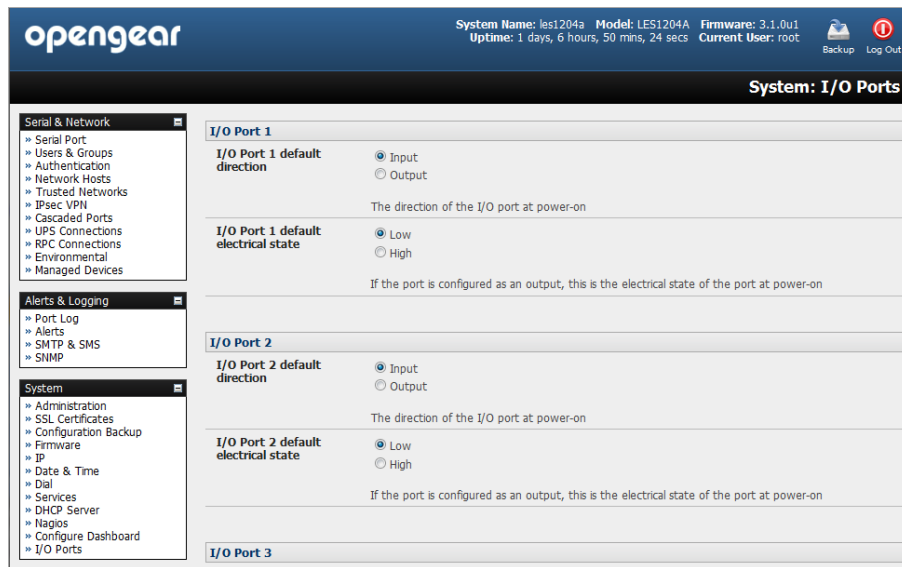 opengear
System Name: les1204a Model: LES1204A Firmware: 3.1.0u1
Uptime: 1 days, 6 hours, 50 mins, 24 secs Current User: root
Backup Log Out
System: I/O Ports
Serial & Network
» Serial Port
» Users & Groups
» Authentication
» Network Hosts
» Trusted Networks
» IPsec VPN
» Cascaded Ports
» UPS Connections
» RPC Connections
» Environmental
» Managed Devices
Alerts & Logging
» Port Log
» Alerts
» SMTP & SMS
» SNMP
System
» Administration
» SSL Certificates
» Configuration Backup
» Firmware
» IP
» Date & Time
» Dial
» Services
» DHCP Server
» Nagios
» Configure Dashboard
» I/O Ports
I/O Port 1
I/O Port 1 default
direction
Input
Output
The direction of the I/O port at power-on
I/O Port 1 default
electrical state
Low
High
If the port is configured as an output, this is the electrical state of the port at power-on
I/O Port 2
I/O Port 2 default
direction
Input
Output
The direction of the I/O port at power-on
I/O Port 2 default
electrical state
Low
High
If the port is configured as an output, this is the electrical state of the port at power-on
I/O Port 3